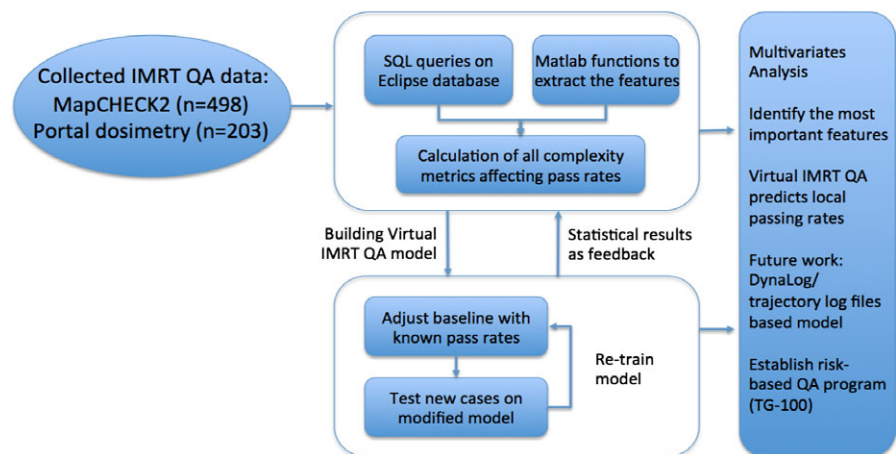 Collected IMRT QA data:
MapCHECK2 (n=498)
Portal dosimetry (n=203)
SQL queries on
Eclipse database
Matlab functions to
extract the features
Calculation of all complexity
metrics affecting pass rates
Building Virtual
IMRT QA model
Statistical results
as feedback
Adjust baseline with
known pass rates
Test new cases on
modified model
Re-train
model
Multivariates
Analysis
Identify the most
important features
Virtual IMRT QA
predicts local
passing rates
Future work:
DynaLog/
trajectory log files
based model
Establish risk-
based QA program
(TG-100)